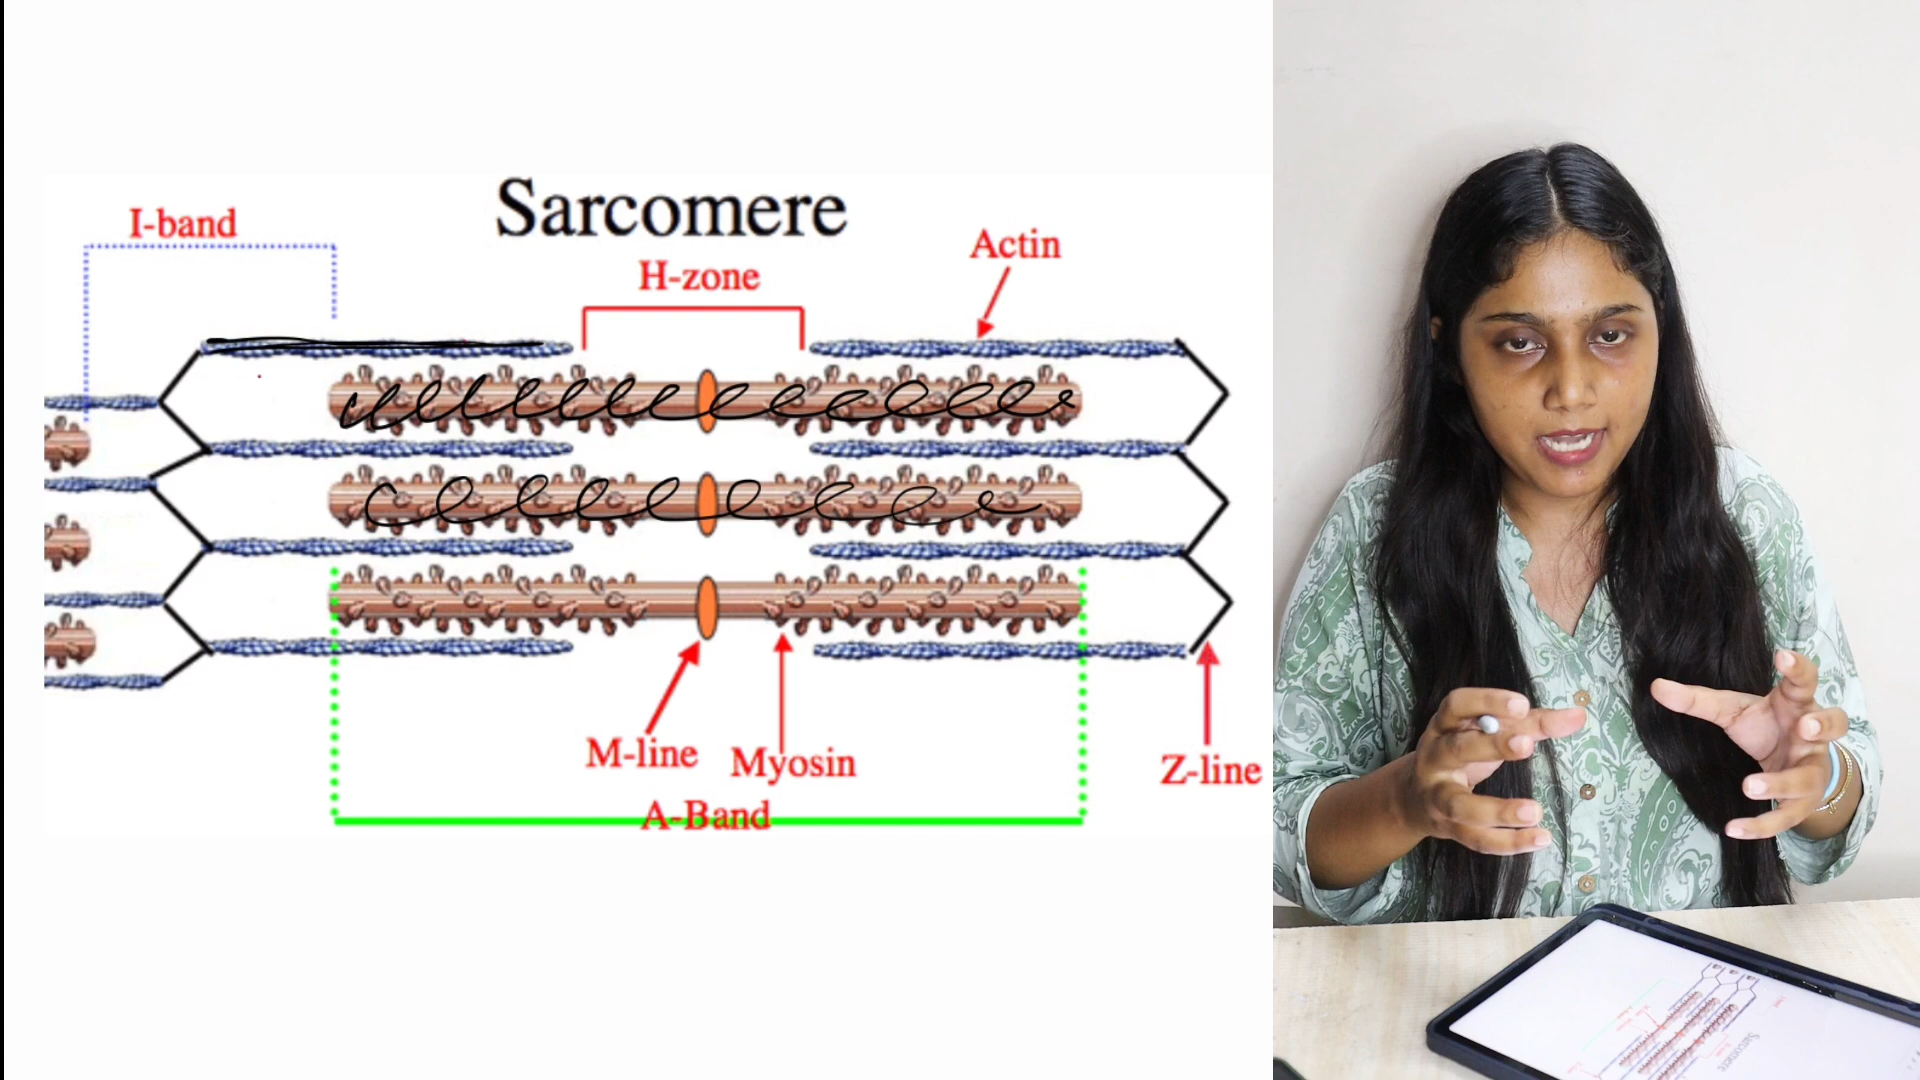 Sarcomere
I-band
H-zone
Actin
M-line
Myosin
Z-line
A-Band